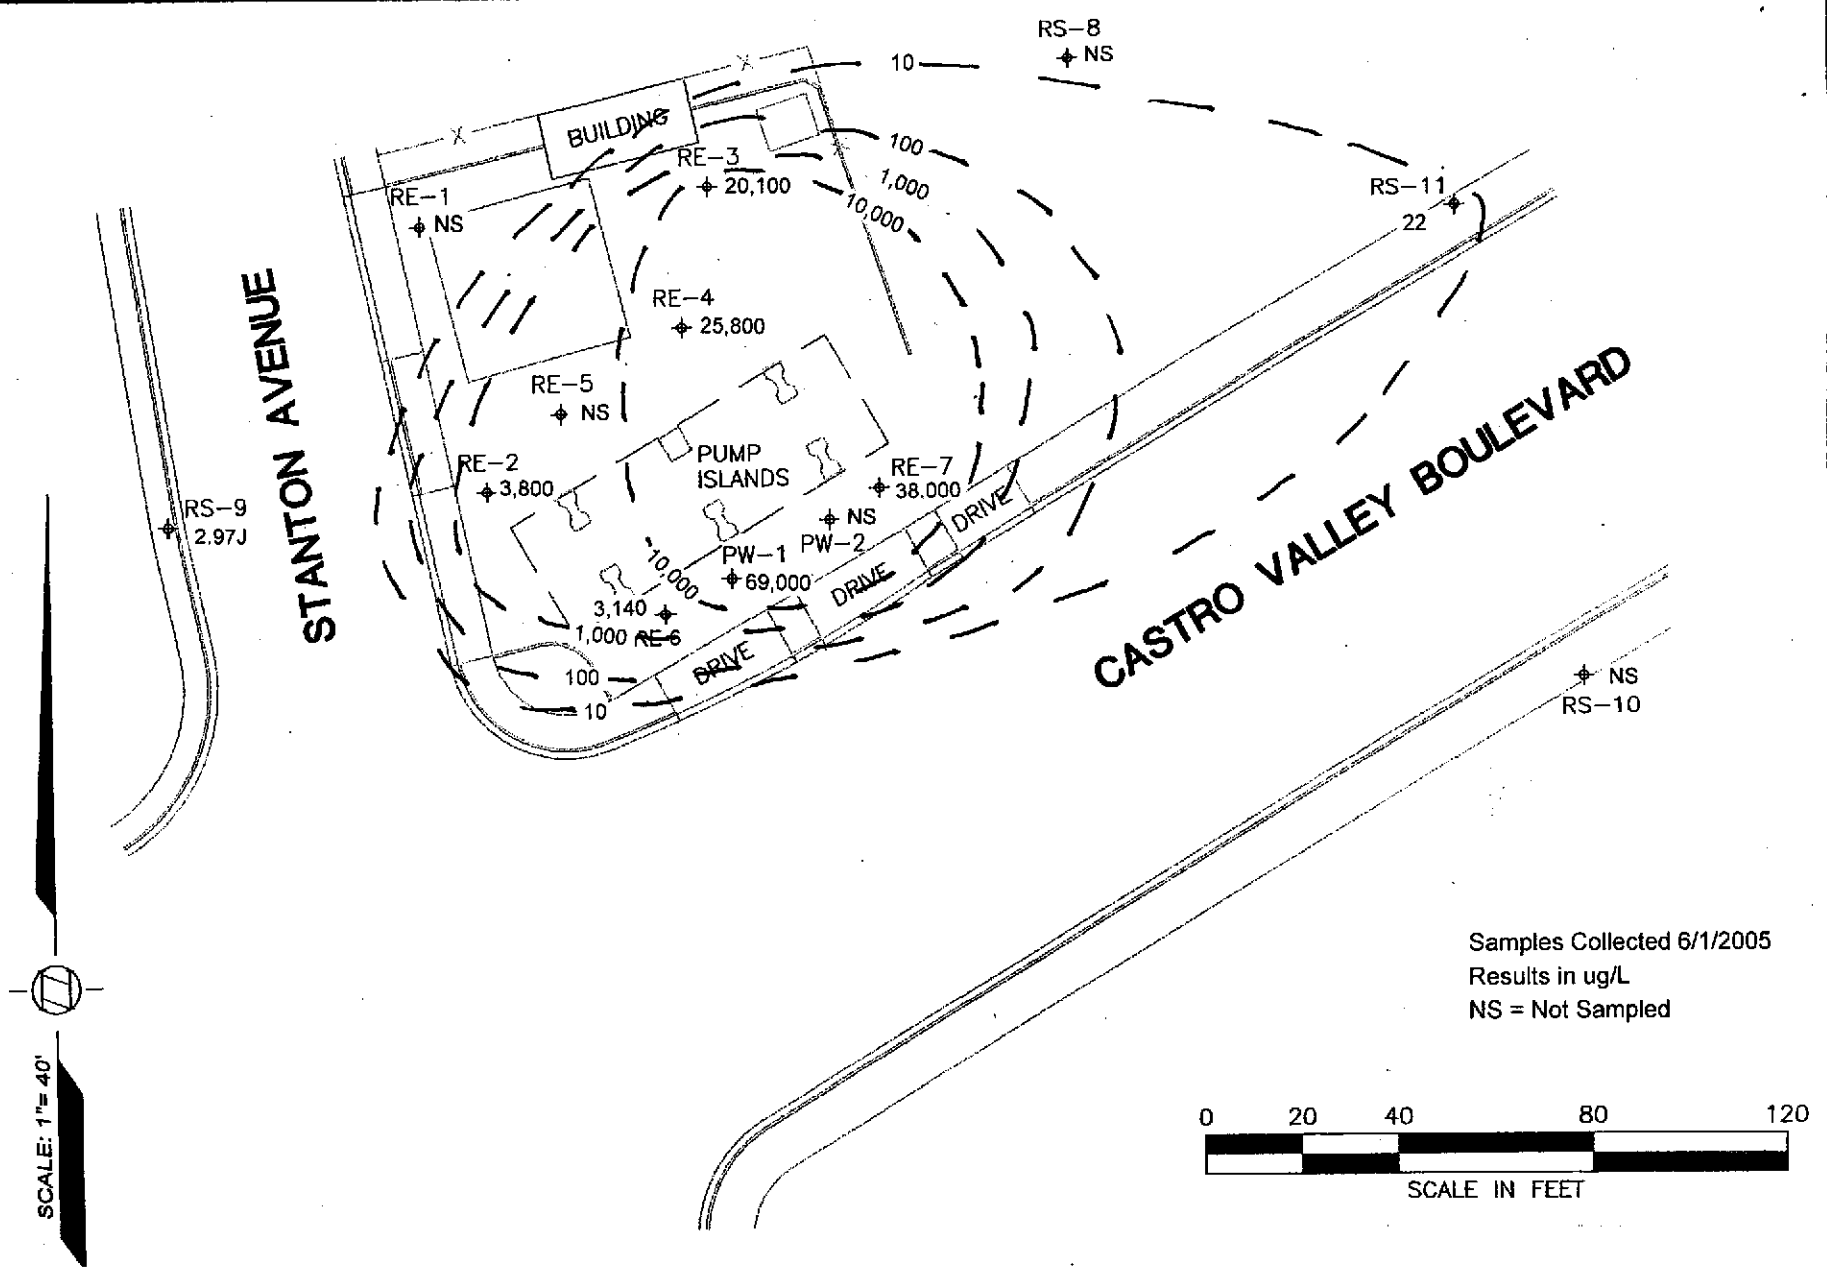 RS-8
NS
10
BUILDING
100
RE-3
20,100
1,000
10,000
RS-11
22
RE-1
NS
RE-4
25,800
RE-5
NS
STANTON AVENUE
PUMP
ISLANDS
RE-2
3,800
RE-7
38.000
DRIVE
RS-9
2.97J
NS
PW-2
PW-1
69,000
10,000
DRIVE
3,140
1,000 RE-6
DRIVE
100
10
CASTRO VALLEY BOULEVARD
NS
RS-10
Samples Collected 6/1/2005
Results in ug/L
NS = Not Sampled
SCALE: 1"= 40'
0 20 40 80 120
SCALE IN FEET